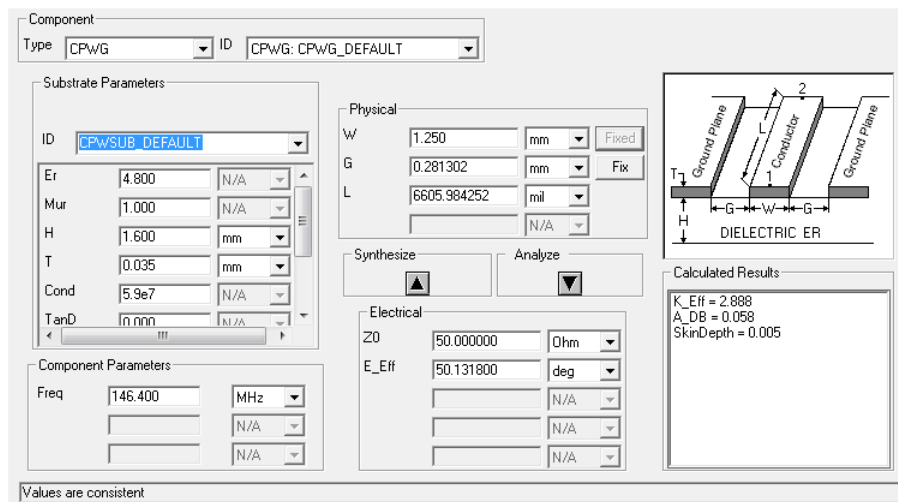 Component
Type CPWG ID CPWG: CPWG_DEFAULT
Substrate Parameters
ID CPWSUB_DEFAULT
Er 4.800 N/A
Mur 1.000 N/A
H 1.600 mm
T 0.035 mm
Cond 5.9e7 N/A
TanD 0.000 N/A
Component Parameters
Freq 146.400 MHz
N/A
N/A
Physical
W 1.250 mm Fixed
G 0.281302 mm Fix
L 6605.984252 mil
N/A
Synthesize
Analyze
Electrical
Z0 50.000000 Ohm
E_Eff 50.131800 deg
N/A
N/A
N/A
2
Ground Plane
L
Conductor
Ground Plane
1
T
G W G
H
DIELECTRIC ER
Calculated Results
K_Eff = 2.888
A_DB = 0.058
SkinDepth = 0.005
Values are consistent